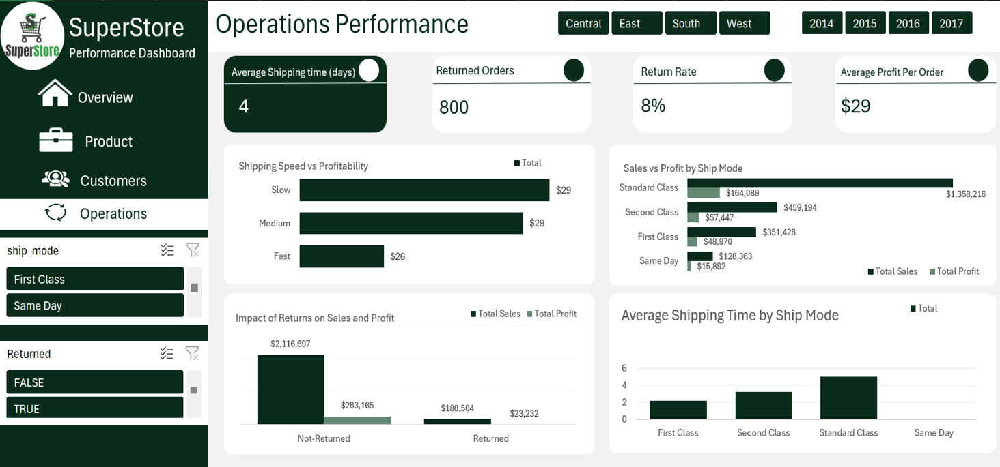 SuperStore
SuperStore
Performance Dashboard
Overview
Product
Customers
Operations
ship_mode
First Class
Same Day
Returned
FALSE
TRUE
Operations Performance
Central East South West 2014 2015 2016 2017
Average Shipping time (days)
4
Returned Orders
800
Return Rate
8%
Average Profit Per Order
$29
Shipping Speed vs Profitability
Total
Slow $29
Medium $29
Fast $26
Sales vs Profit by Ship Mode
Standard Class $1,358,216
$164,089
Second Class $459,194
$57,447
First Class $351,428
$48,970
Same Day $128,363
$15,892
Total Sales Total Profit
Impact of Returns on Sales and Profit
Total Sales Total Profit
$2,116,697
$263,165
$180,504
$23,232
Not-Returned Returned
Average Shipping Time by Ship Mode
Total
6
4
2
0
First Class Second Class Standard Class Same Day